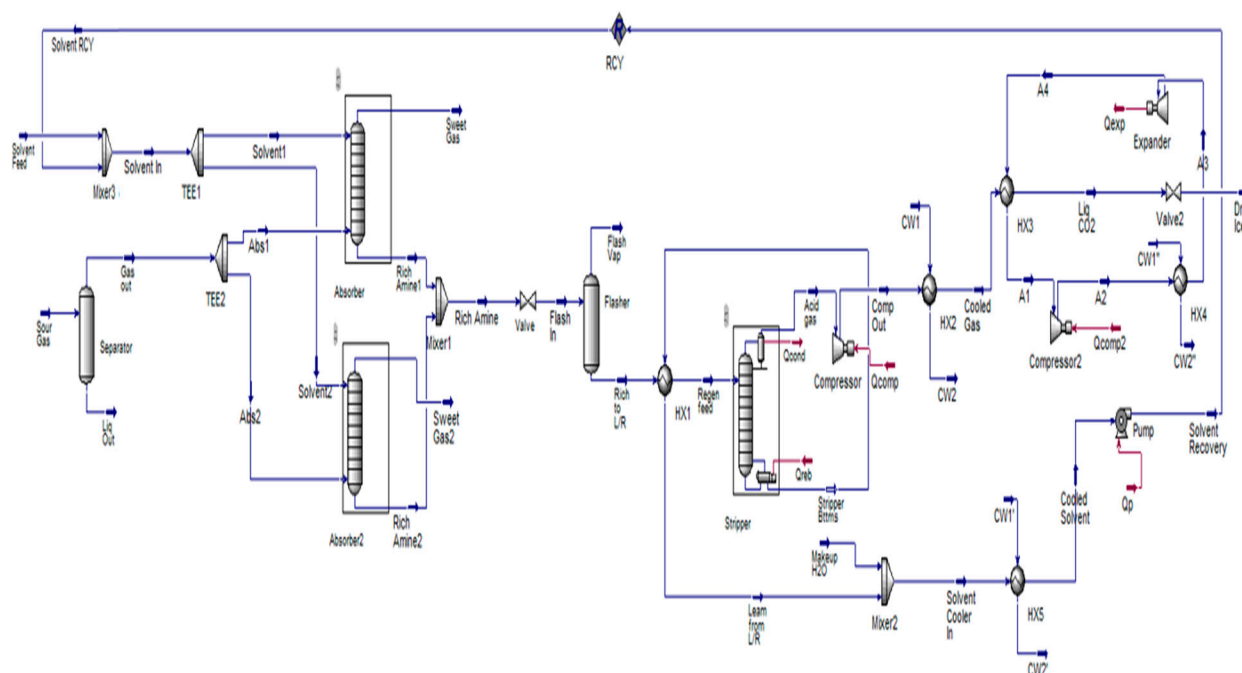 Solvent RCY
R
RCY
A4
Qexp
Expander
A3
Solvent
Feed
Mixer3
Solvent In
TEE1
Solvent1
Sweet
Gas
CW1
HX3
Liq
CO2
Valve2
Abs1
Gas
out
TEE2
Absorber
Rich
Amine1
Flash
Vap
Flasher
Acid
gas
Comp
Out
HX2
Cooled
Gas
CW1"
A1
A2
HX4
Sour
Gas
Separator
Mixer1
Rich Amine
Valve
Flash
In
Qcond
Compressor
Qcomp
CW2
Compressor2
Qcomp2
CW2"
Liq
Out
Abs2
Solvent2
Sweet
Gas2
Rich
to
L/R
HX1
Regen
feed
Qreb
Stripper
Bttms
Stripper
Pump
Solvent
Recovery
Qp
Absorber2
Rich
Amine2
Makeup
H2O
Mixer2
Leam
from
L/R
Solvent
Cooler
In
CW1'
HX5
Cooled
Solvent
CW2'